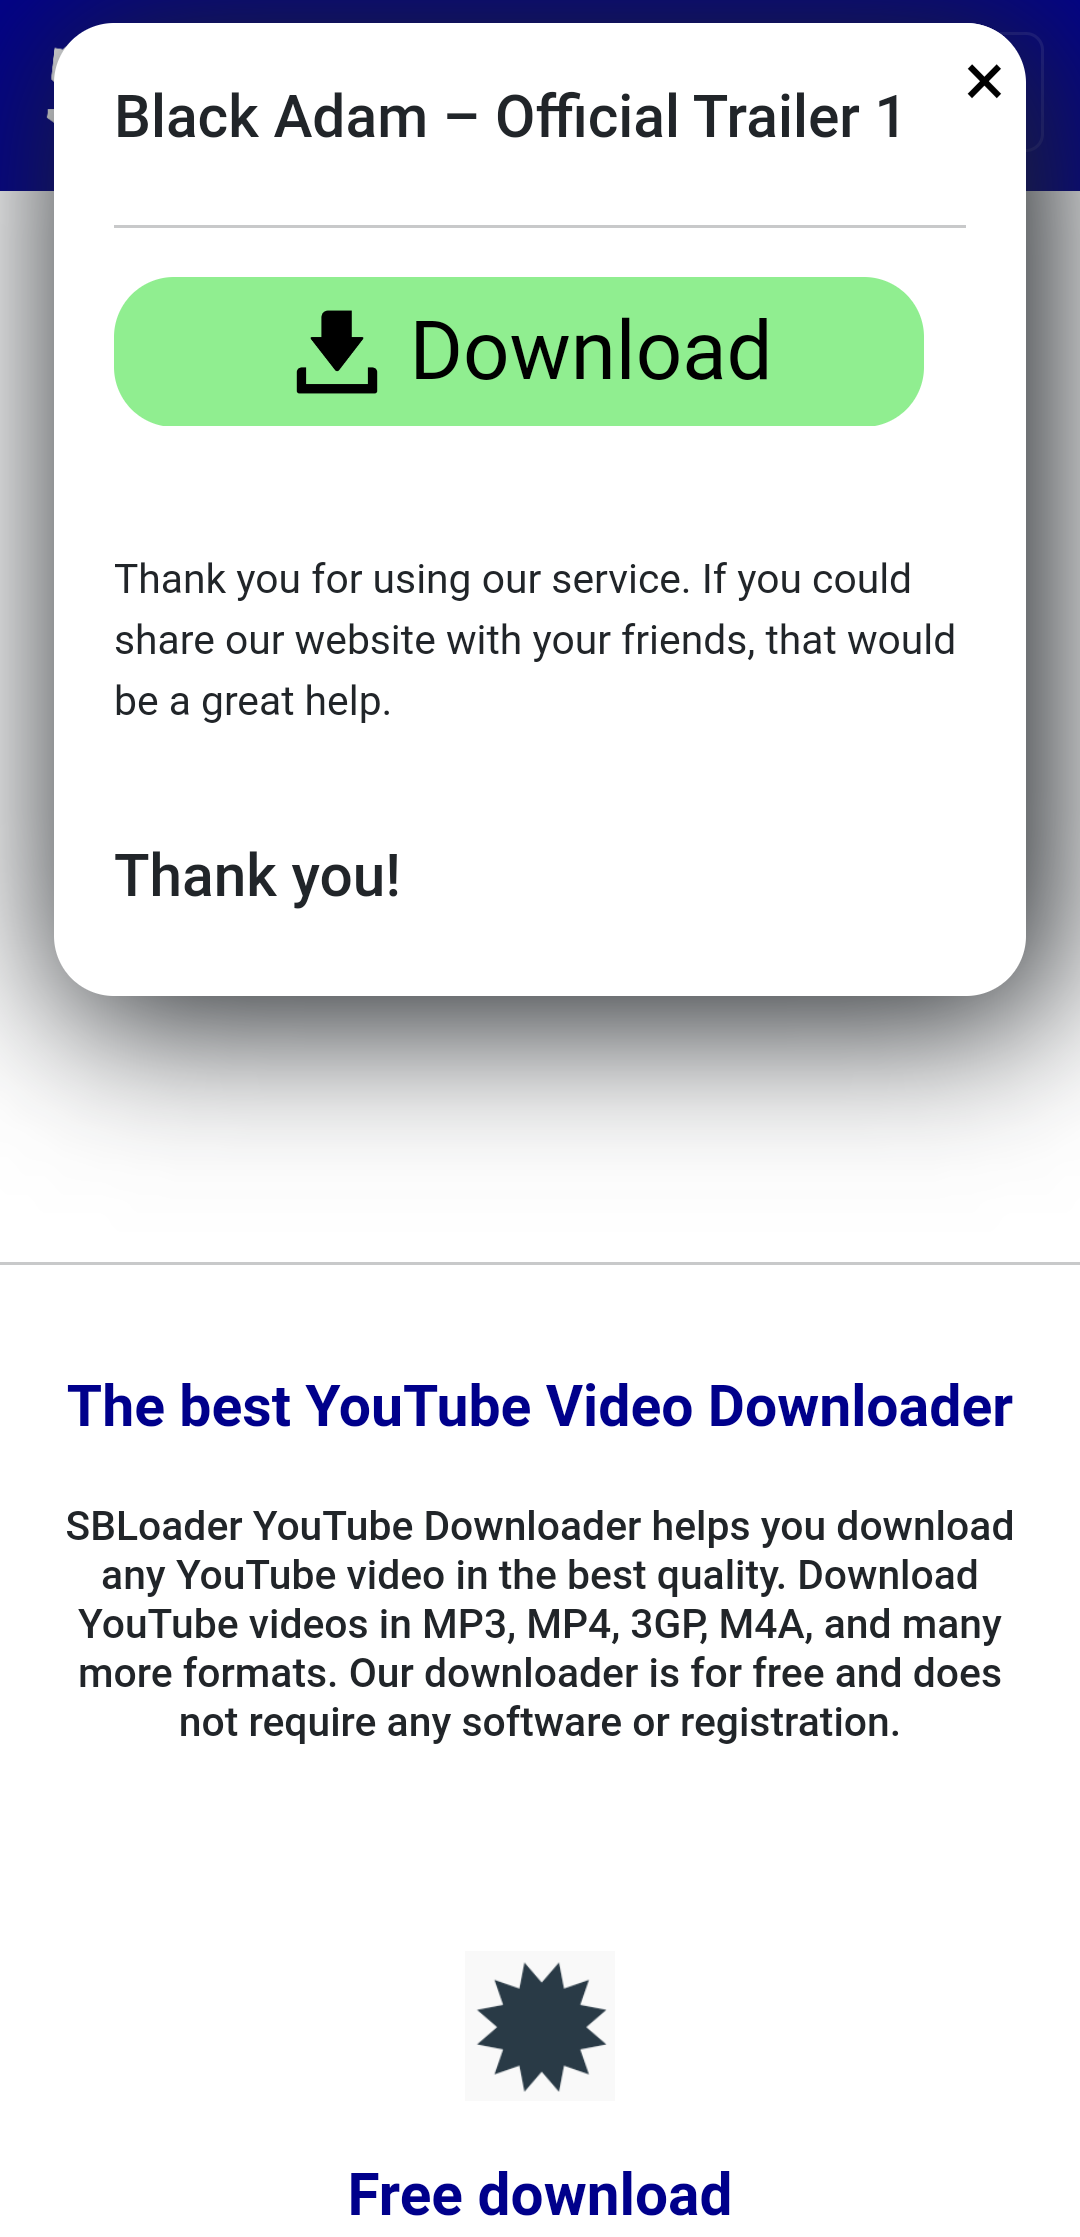 Black Adam – Official Trailer 1
Download
Thank you for using our service. If you could
share our website with your friends, that would
be a great help.
Thank you!
The best YouTube Video Downloader
SBLoader YouTube Downloader helps you download
any YouTube video in the best quality. Download
YouTube videos in MP3, MP4, 3GP, M4A, and many
more formats. Our downloader is for free and does
not require any software or registration.
Free download